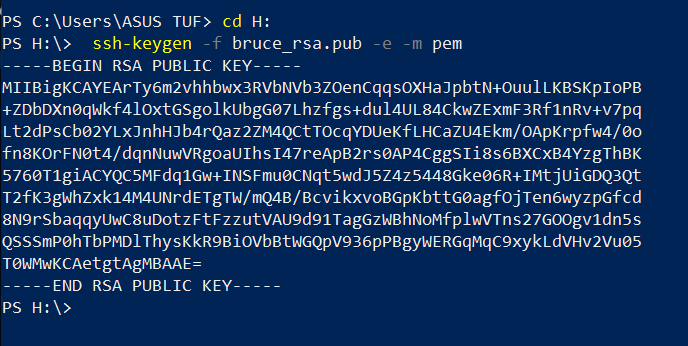 PS C:\Users\ASUS TUF> cd H:
PS H:\>  ssh-keygen -f bruce_rsa.pub -e -m pem
-----BEGIN RSA PUBLIC KEY-----
MIIBigKCAYEArTy6m2vhhbwx3RVbNVb3ZOenCqqsOXHaJpbtN+OuulLKBSKpIoPB
+ZDbDXn0qWkf4lOxtGSgolkUbgG07Lhzfgs+dul4UL84CkwZExmF3Rf1nRv+v7pq
Lt2dPsCb02YLxJnhHJb4rQaz2ZM4QCtTOcqYDUeKfLHCaZU4Ekm/OApKrpfw4/0o
fn8KOrFN0t4/dqnNuwVRgoaUIhsI47reApB2rs0AP4CggSIi8s6BXCxB4YzgThBK
5760T1giACYQC5MFdq1Gw+INSFmu0CNqt5wdJ5Z4z5448Gke06R+IMtjUiGDQ3Qt
T2fK3gWhZxk14M4UNrdETgTW/mQ4B/BcvikxvoBGpKbttG0agfOjTen6wyzpGfcd
8N9rSbaqqyUwC8uDotzFtFzzutVAU9d91TagGzWBhNoMfplwVTns27GOOgv1dn5s
QSSSmP0hTbPMDlThysKkR9BiOVbBtWGQpV936pPBgyWERGqMqC9xykLdVHv2Vu05
T0WMwKCAetgtAgMBAAE=
-----END RSA PUBLIC KEY-----
PS H:\>